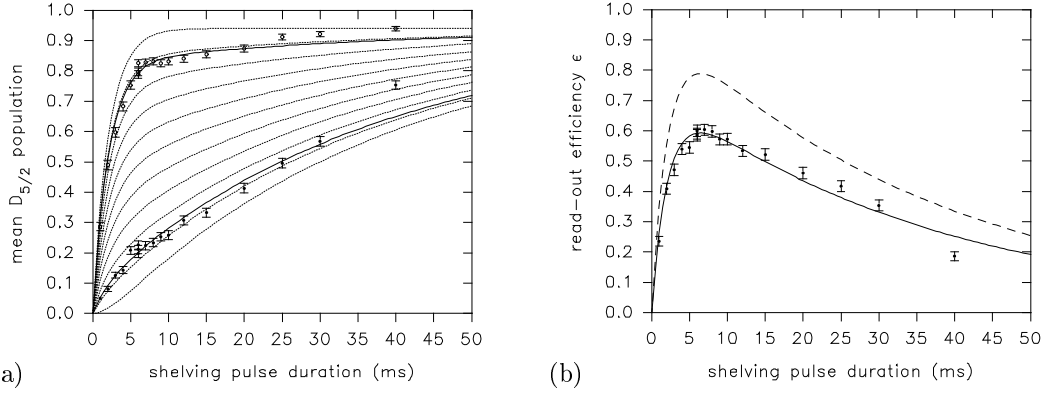 1.0
0.9
0.8
0.7
0.6
0.5
0.4
0.3
0.2
0.1
0.0
mean D5/2 population
0 5 10 15 20 25 30 35 40 45 50
shelving pulse duration (ms)
a)
1.0
0.9
0.8
0.7
0.6
0.5
0.4
0.3
0.2
0.1
0.0
read-out efficiency ϵ
0 5 10 15 20 25 30 35 40 45 50
shelving pulse duration (ms)
(b)